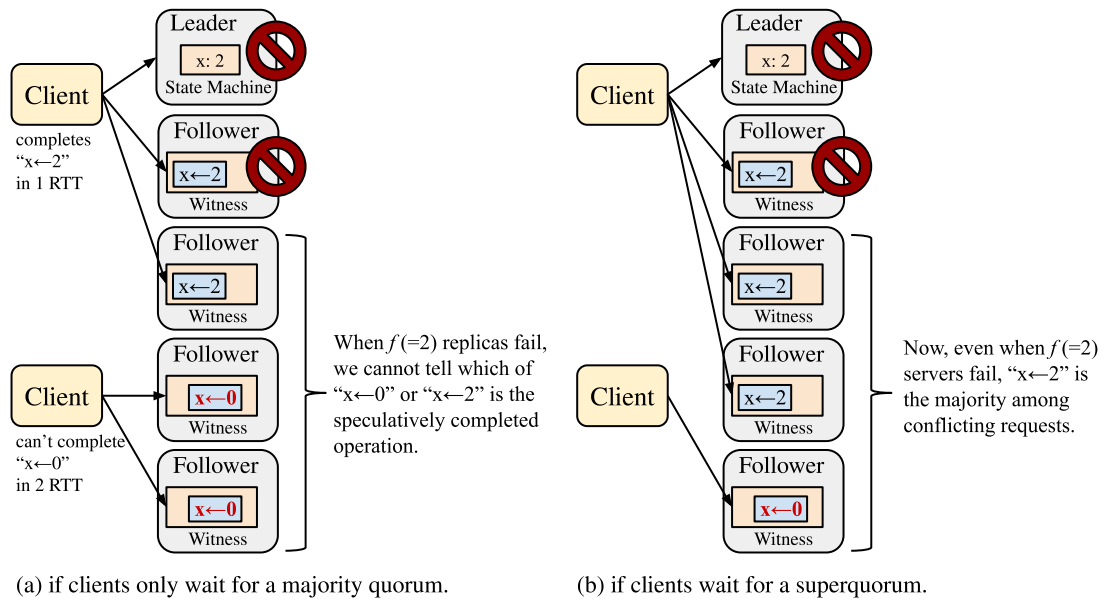 Leader
x: 2
State Machine
Client
completes
“x←2”
in 1 RTT
Follower
x←2
Witness
Follower
x←2
Witness
Client
can’t complete
“x←0”
in 2 RTT
Follower
x←0
Witness
Follower
x←0
Witness
When f (=2) replicas fail,
we cannot tell which of
“x←0” or “x←2” is the
speculatively completed
operation.
(a) if clients only wait for a majority quorum.
Leader
x: 2
State Machine
Client
Follower
x←2
Witness
Follower
x←2
Witness
Follower
x←2
Witness
Client
Follower
x←0
Witness
Now, even when f (=2)
servers fail, “x←2” is
the majority among
conflicting requests.
(b) if clients wait for a superquorum.